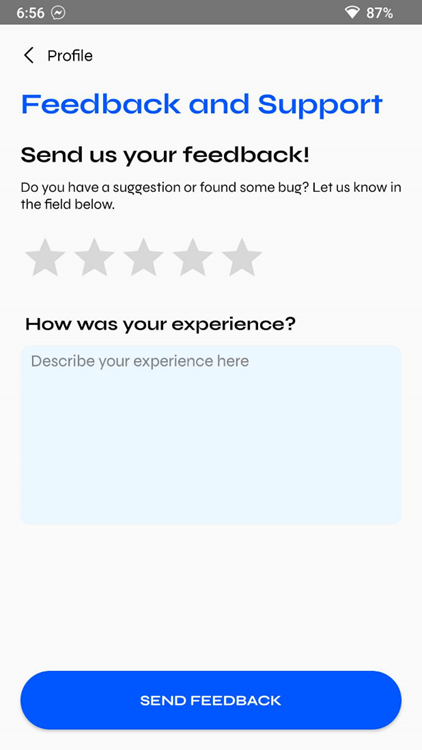 6:56 87%
Profile
Feedback and Support
Send us your feedback!
Do you have a suggestion or found some bug? Let us know in
the field below.
How was your experience?
Describe your experience here
SEND FEEDBACK